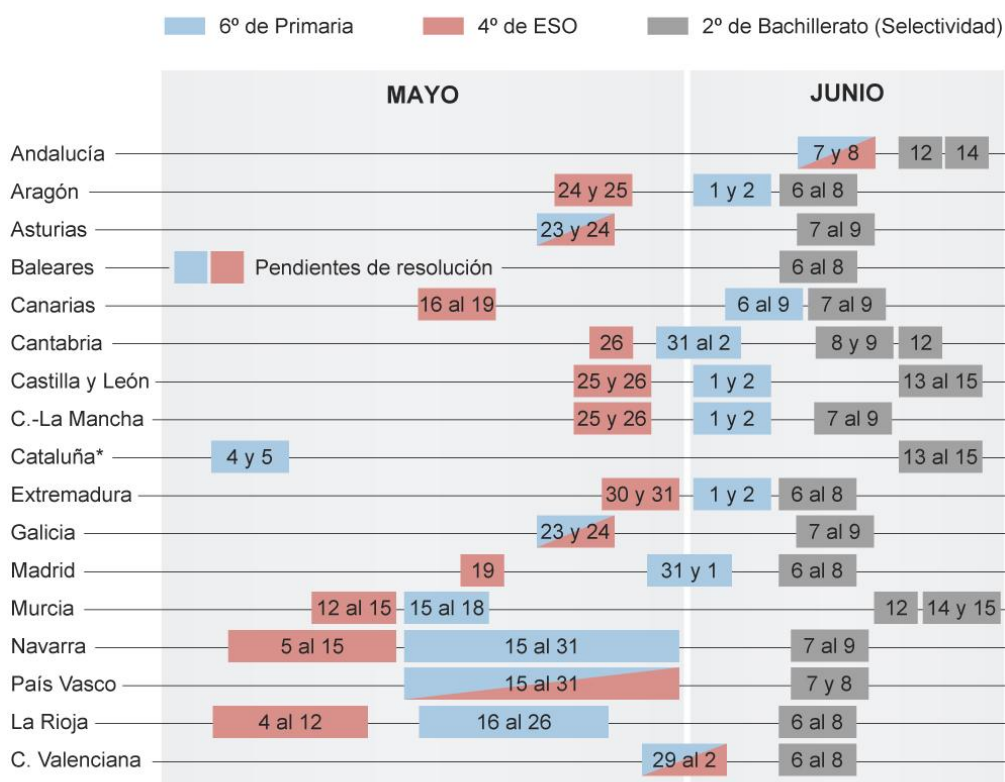 6º de Primaria 4º de ESO 2º de Bachillerato (Selectividad)
MAYO JUNIO
Andalucía 7 y 8 12 14
Aragón 24 y 25 1 y 2 6 al 8
Asturias 23 y 24 7 al 9
Baleares Pendientes de resolución 6 al 8
Canarias 16 al 19 6 al 9 7 al 9
Cantabria 26 31 al 2 8 y 9 12
Castilla y León 25 y 26 1 y 2 13 al 15
C.-La Mancha 25 y 26 1 y 2 7 al 9
Cataluña* 4 y 5 13 al 15
Extremadura 30 y 31 1 y 2 6 al 8
Galicia 23 y 24 7 al 9
Madrid 19 31 y 1 6 al 8
Murcia 12 al 15 15 al 18 12 14 y 15
Navarra 5 al 15 15 al 31 7 al 9
País Vasco 15 al 31 7 y 8
La Rioja 4 al 12 16 al 26 6 al 8
C. Valenciana 29 al 2 6 al 8